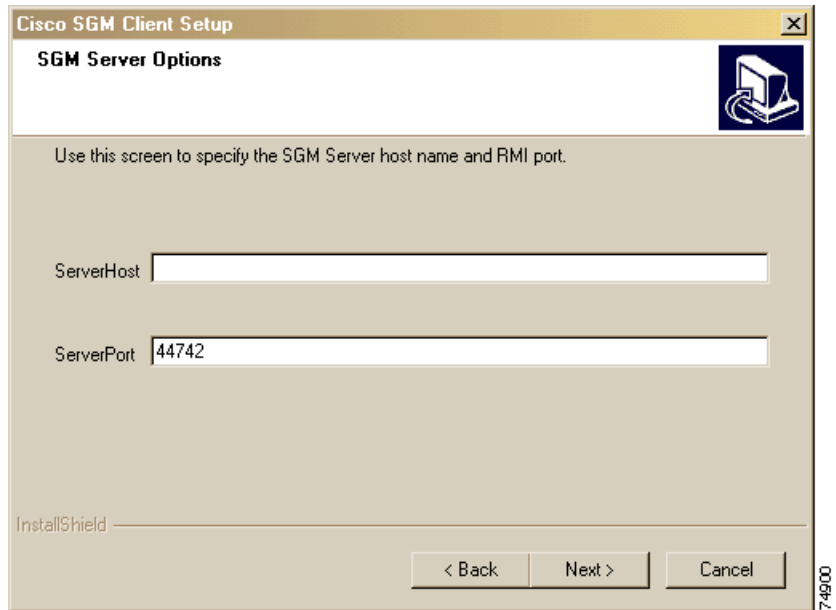 Cisco SGM Client Setup
SGM Server Options
Use this screen to specify the SGM Server host name and RMI port.
ServerHost
ServerPort 44742
InstallShield
< Back Next > Cancel
74900